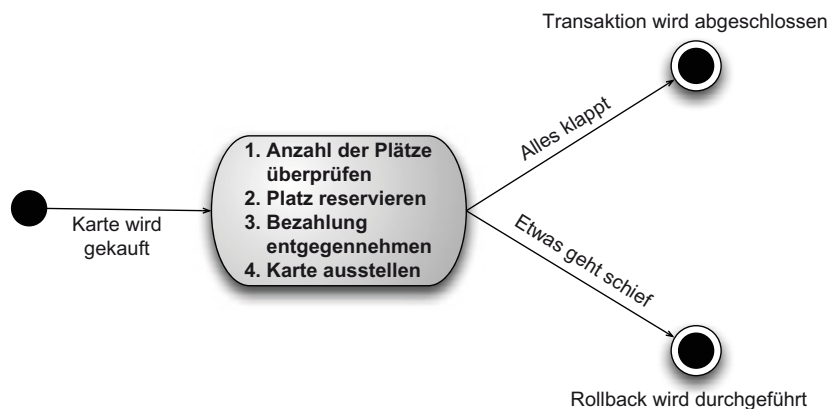 Transaktion wird abgeschlossen
Alles klappt
1. Anzahl der Plätze
überprüfen
2. Platz reservieren
3. Bezahlung
entgegennehmen
4. Karte ausstellen
Karte wird
gekauft
Etwas geht schief
Rollback wird durchgeführt